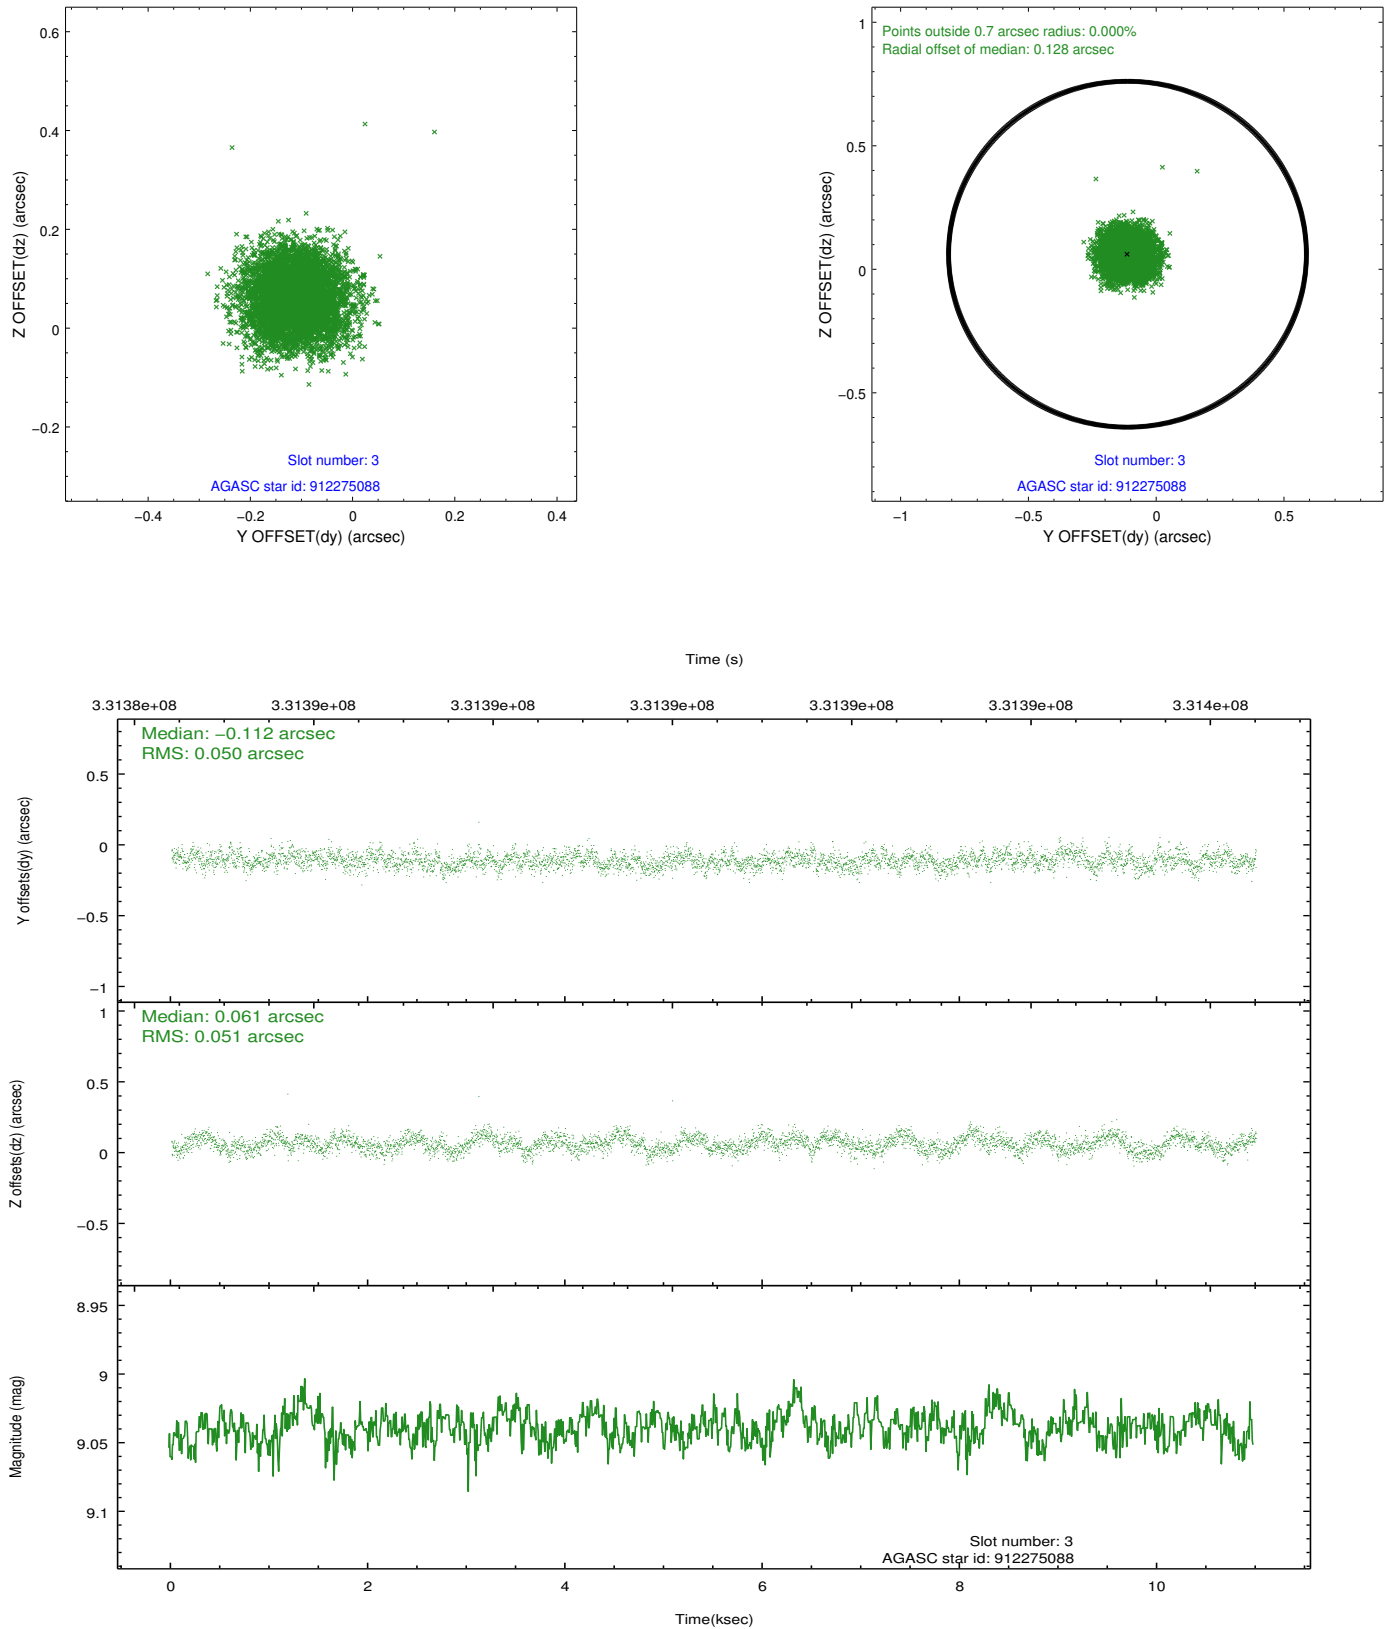 0.6
0.4
0.2
0
−0.2
Z OFFSET(dz) (arcsec)
Slot number: 3
AGASC star id: 912275088
−0.4 −0.2 0 0.2 0.4
Y OFFSET(dy) (arcsec)
Points outside 0.7 arcsec radius: 0.000%
Radial offset of median: 0.128 arcsec
1
0.5
0
−0.5
Z OFFSET(dz) (arcsec)
Slot number: 3
AGASC star id: 912275088
−1 −0.5 0 0.5
Y OFFSET(dy) (arcsec)
Time (s)
3.3138e+08 3.3139e+08 3.3139e+08 3.3139e+08 3.3139e+08 3.3139e+08 3.314e+08
Median: −0.112 arcsec
RMS: 0.050 arcsec
0.5
0
−0.5
−1
Y offsets(dy) (arcsec)
Median: 0.061 arcsec
RMS: 0.051 arcsec
1
0.5
0
−0.5
Z offsets(dz) (arcsec)
8.95
9
9.05
9.1
Magnitude (mag)
Slot number: 3
AGASC star id: 912275088
0 2 4 6 8 10
Time(ksec)